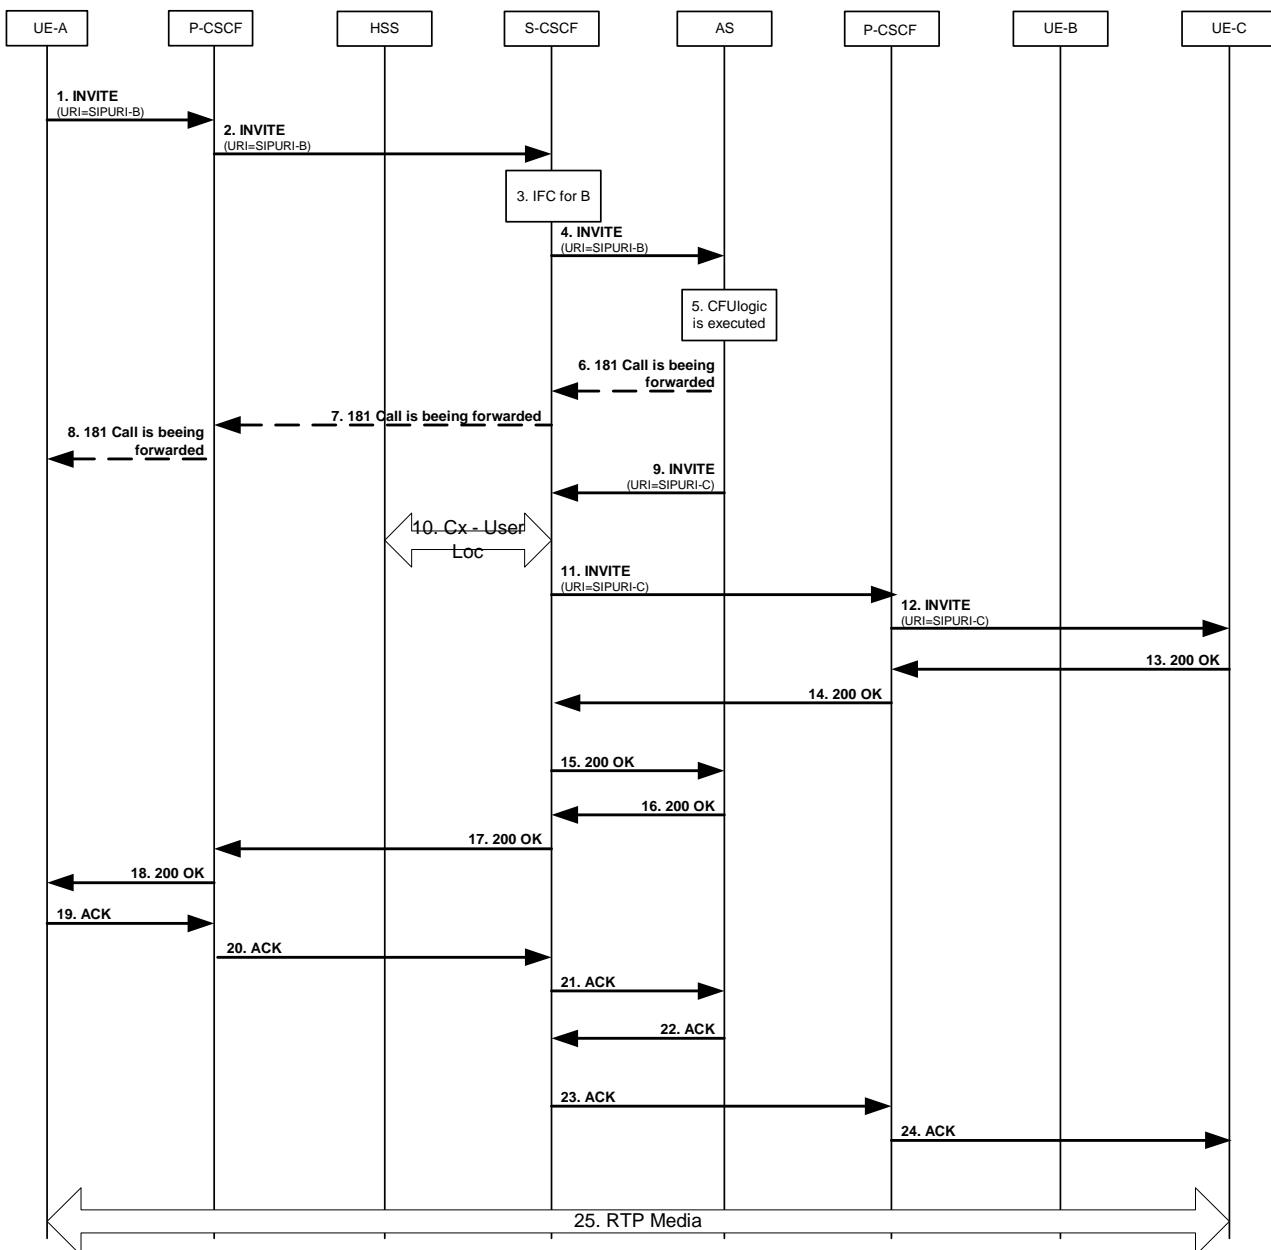 UE-A
P-CSCF
HSS
S-CSCF
AS
P-CSCF
UE-B
UE-C
1. INVITE
(URI=SIPURI-B)
2. INVITE
(URI=SIPURI-B)
3. IFC for B
4. INVITE
(URI=SIPURI-B)
5. CFUlogic
is executed
6. 181 Call is beeing
forwarded
7. 181 Call is beeing forwarded
8. 181 Call is beeing
forwarded
9. INVITE
(URI=SIPURI-C)
10. Cx - User
Loc
11. INVITE
(URI=SIPURI-C)
12. INVITE
(URI=SIPURI-C)
13. 200 OK
14. 200 OK
15. 200 OK
16. 200 OK
17. 200 OK
18. 200 OK
19. ACK
20. ACK
21. ACK
22. ACK
23. ACK
24. ACK
25. RTP Media